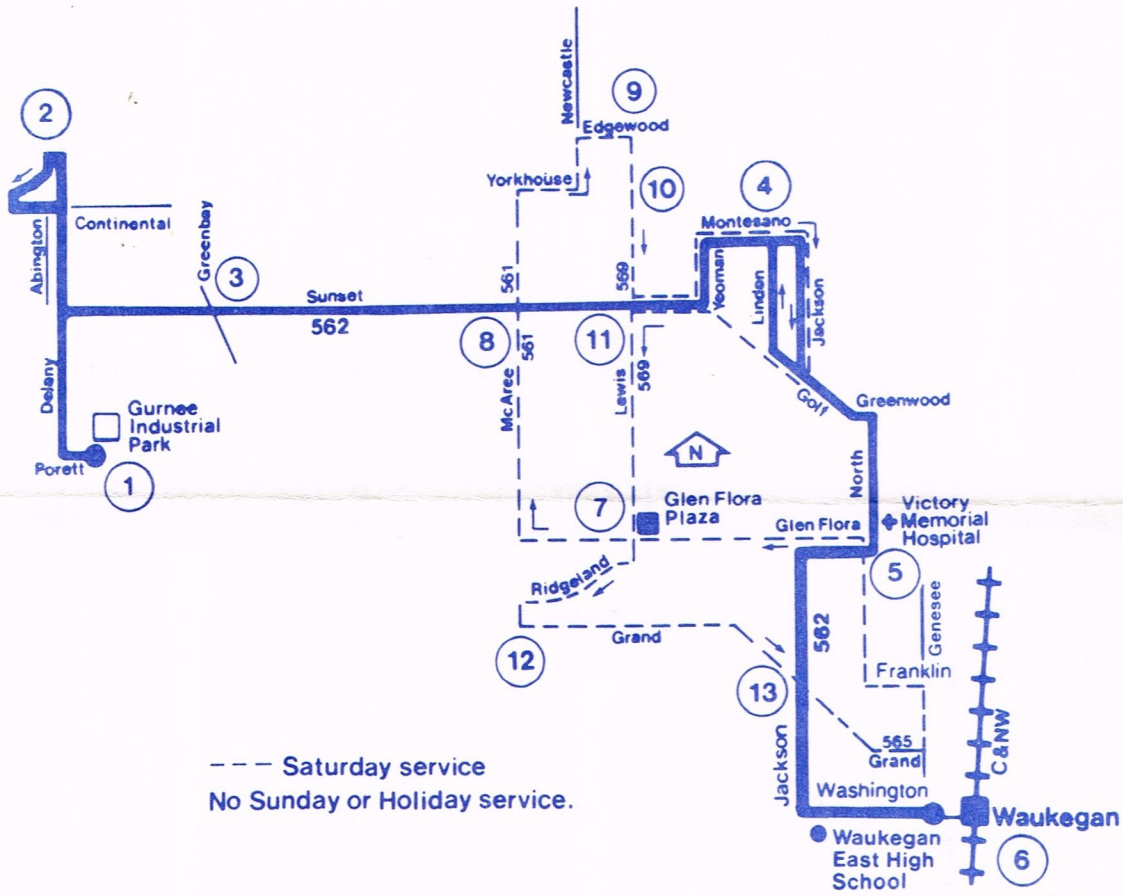 Newcastle
9
2
Edgewood
Yorkhouse
10
4
Montesano
Continental
Abington
Greenbay
3
561
569
Yeoman
Linden
Jackson
Sunset
562
8
561
11
569
Delany
McAree
Lewis
Golf
Greenwood
Gurnee
Industrial
Park
Porett
1
N
North
7
Glen Flora
Plaza
Glen Flora
Victory
Memorial
Hospital
5
Ridgeland
Genesee
562
12
Grand
Franklin
13
565
Grand
C&NW
Jackson
Washington
--- Saturday service
No Sunday or Holiday service.
Waukegan
Waukegan
East High
School
6